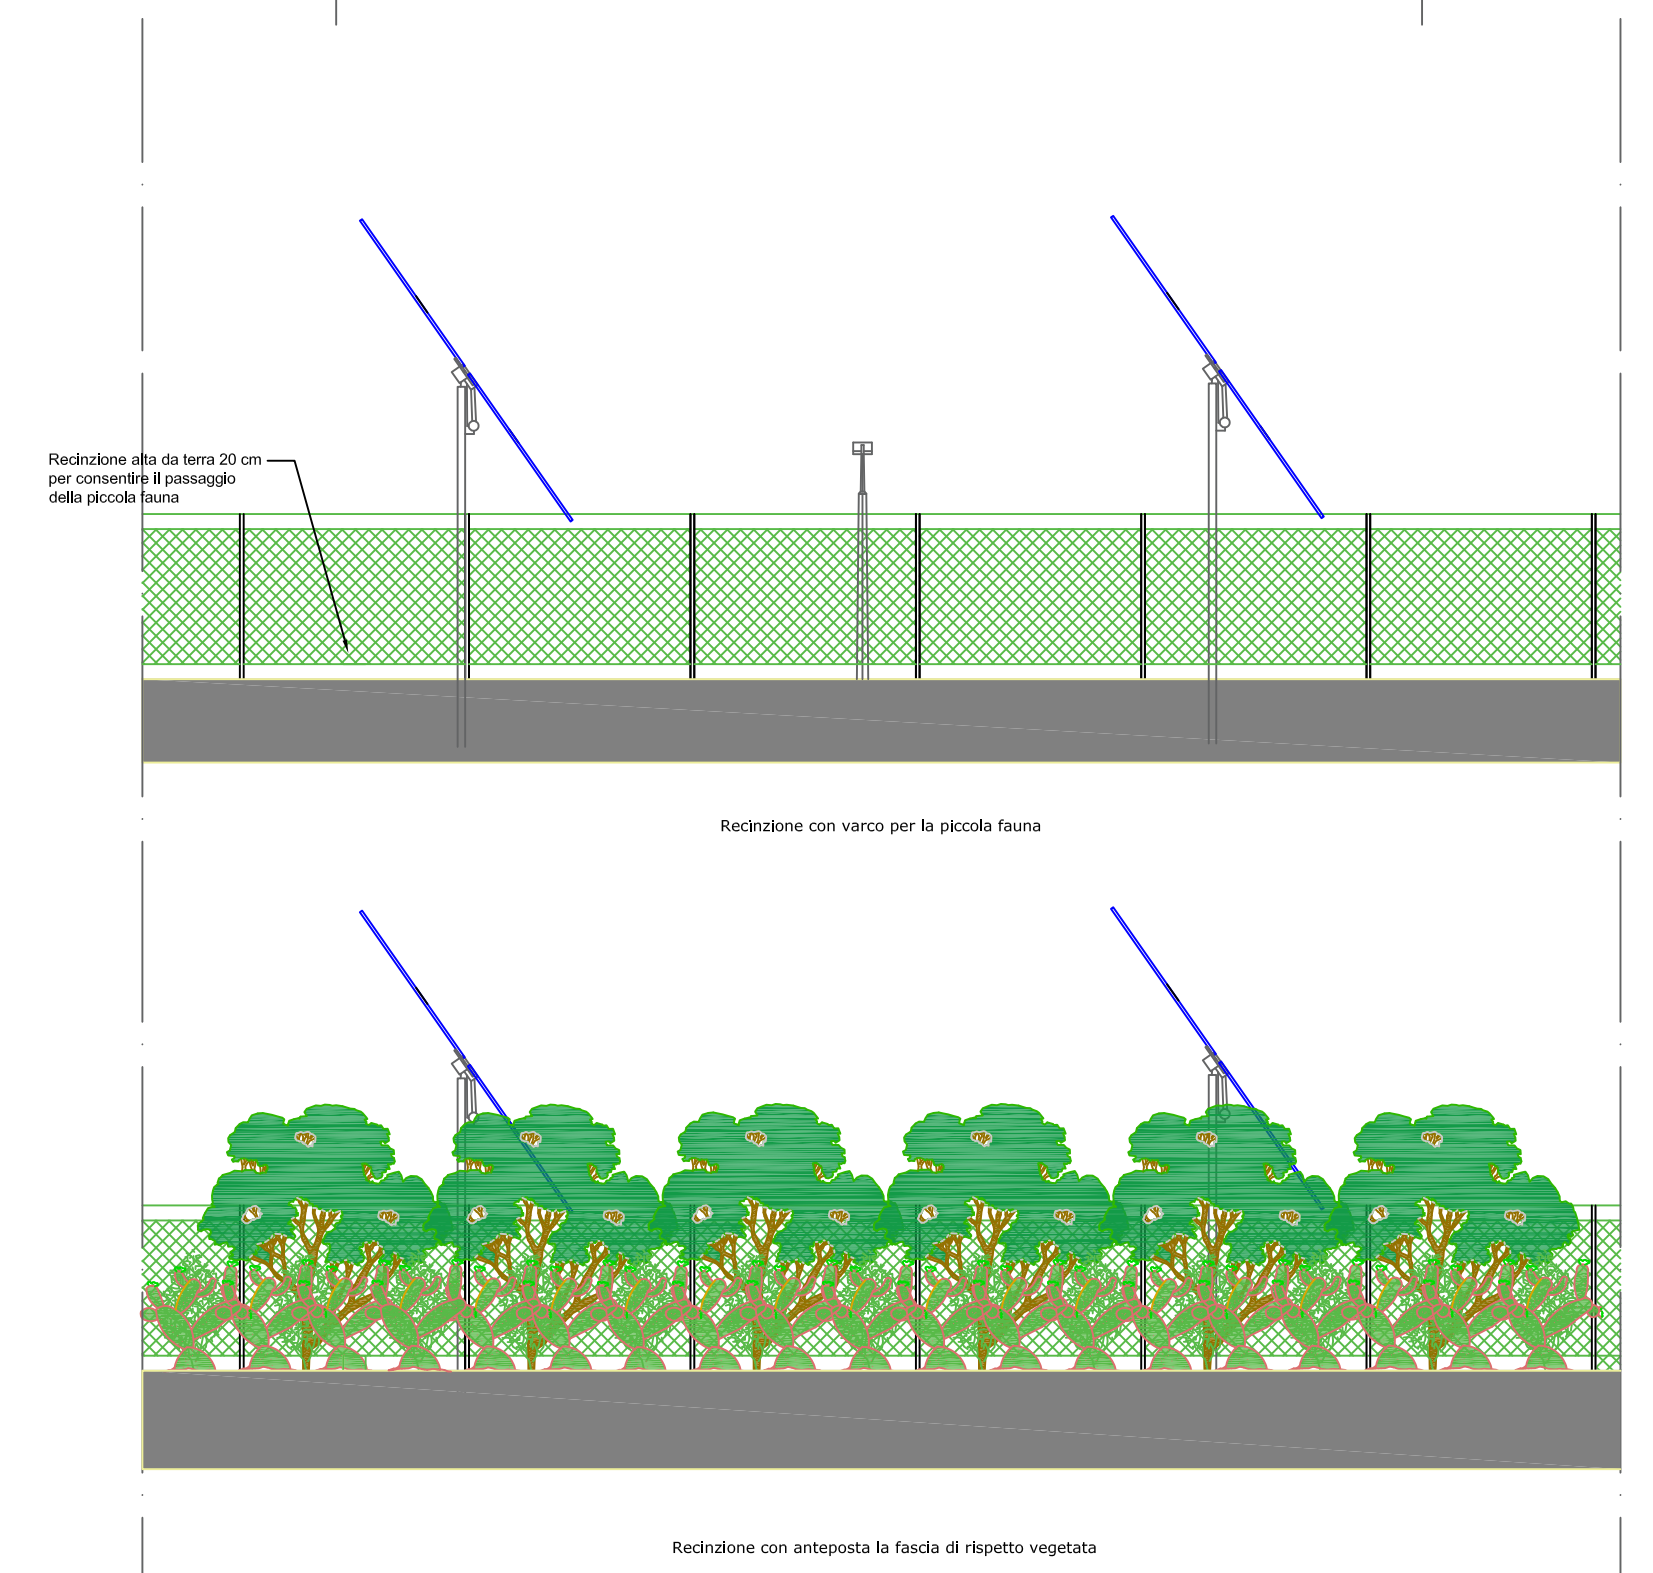 Recinzione alta da terra 20 cm
per consentire il passaggio
della piccola fauna
Recinzione con varco per la piccola fauna
Recinzione con anteposta la fascia di rispetto vegetata